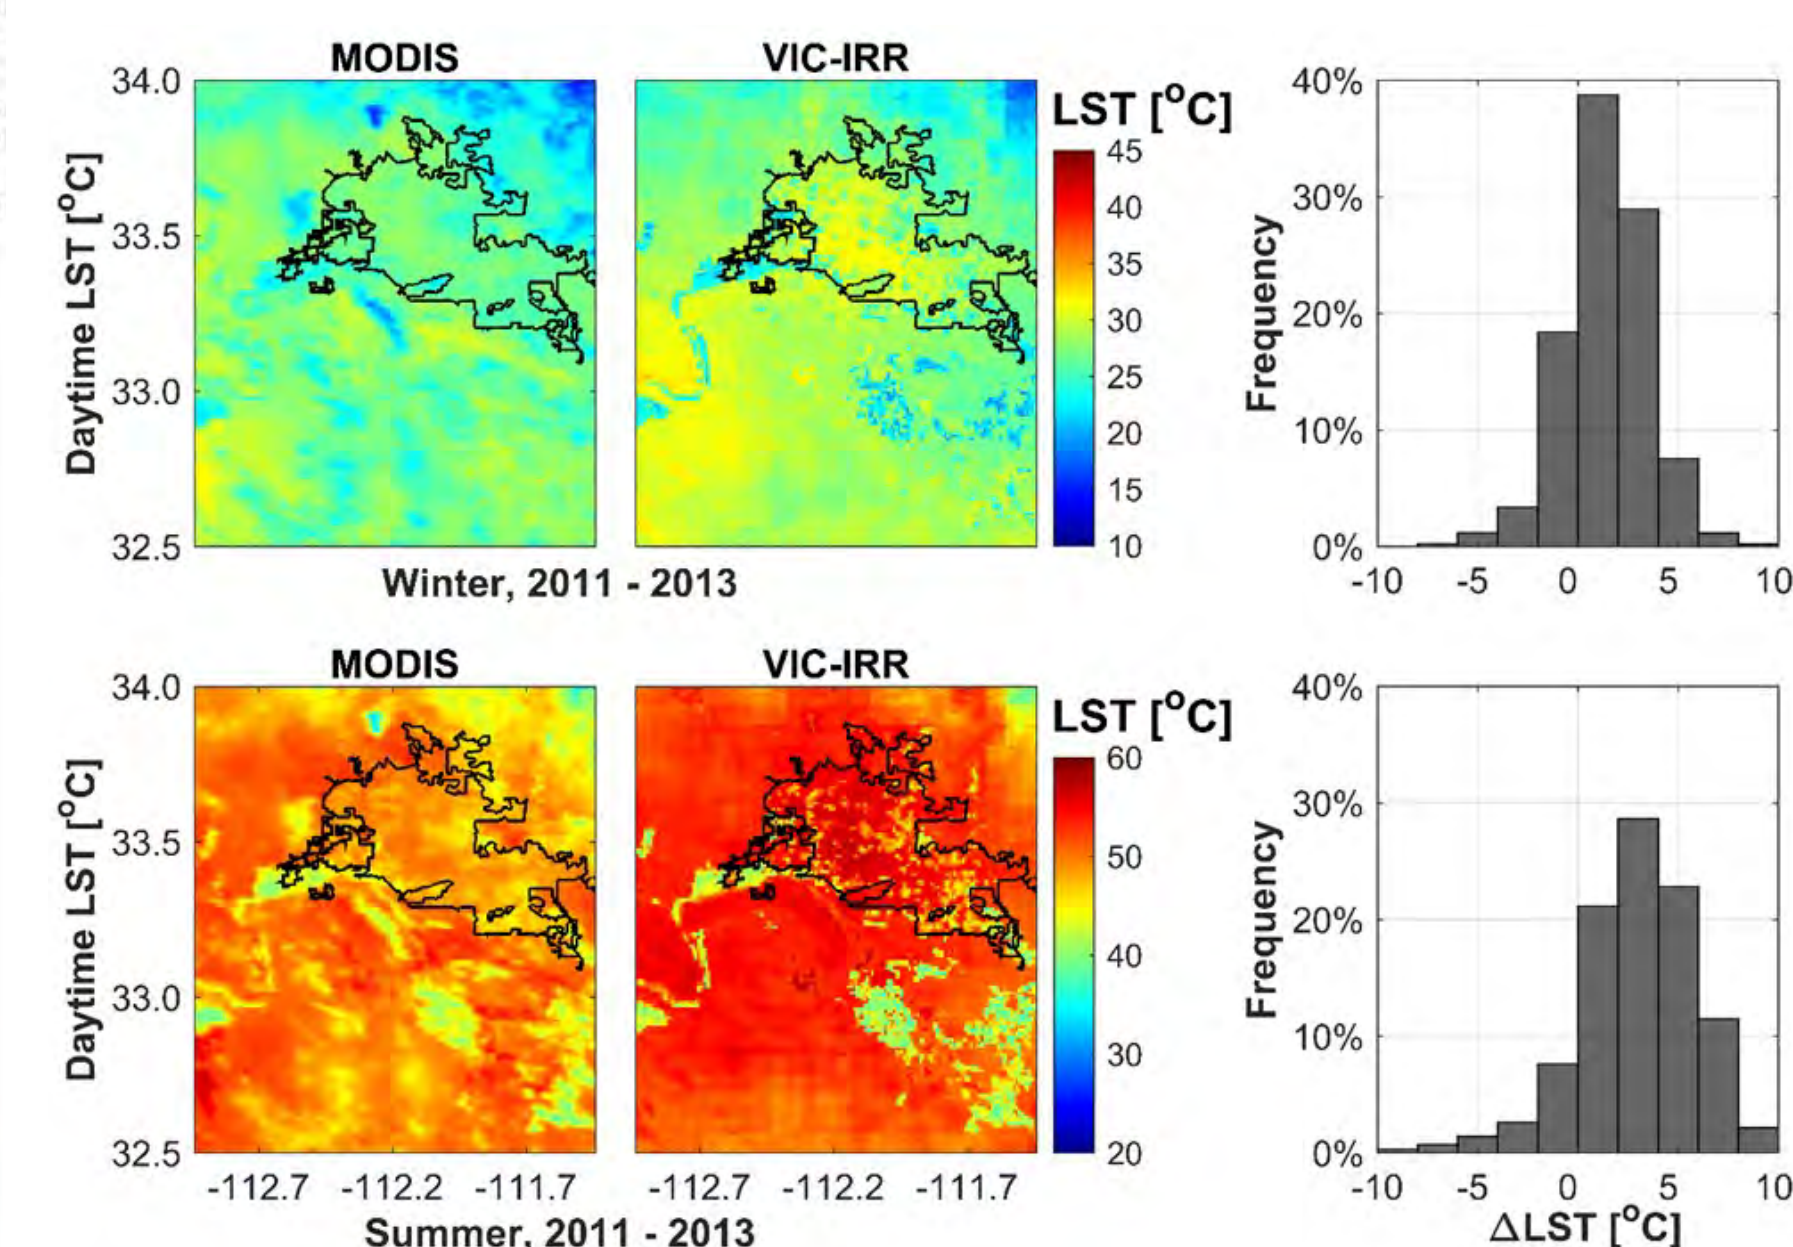 MODIS VIC-IRR
LST [°C]
Daytime LST [°C]
34.0
33.5
33.0
32.5
45
40
35
30
25
20
15
10
Winter, 2011 - 2013
Frequency
40%
30%
20%
10%
0%
-10 -5 0 5 10
MODIS VIC-IRR
LST [°C]
Daytime LST [°C]
34.0
33.5
33.0
32.5
-112.7 -112.2 -111.7 -112.7 -112.2 -111.7
60
50
40
30
20
Summer, 2011 - 2013
Frequency
40%
30%
20%
10%
0%
-10 -5 0 5 10
ΔLST [°C]